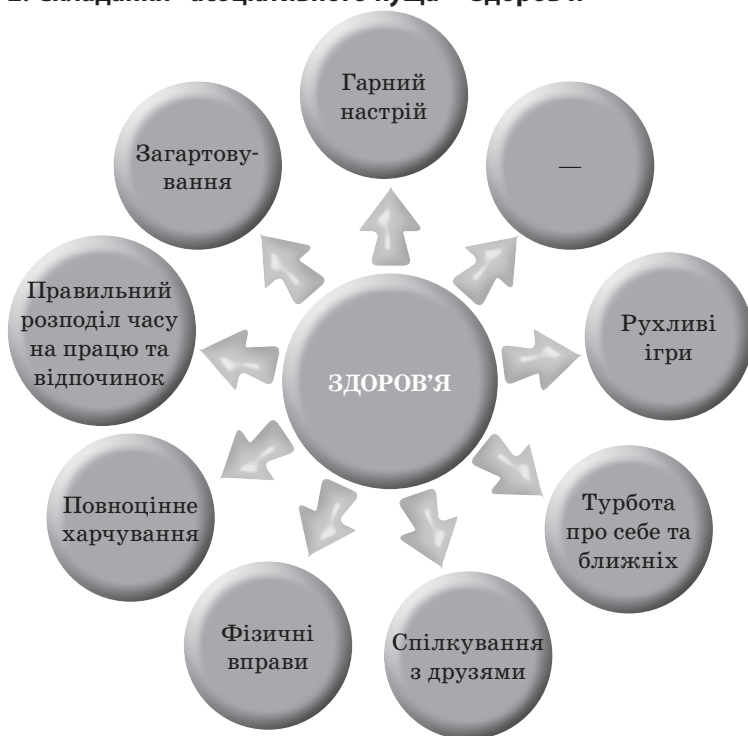 Гарний
настрій
—
Рухливі
ігри
Турбота
про себе та
ближніх
Спілкування
з друзями
Фізичні
вправи
Повноцінне
харчування
Правильний
розподіл часу
на працю та
відпочинок
Загартову-
вання
ЗДОРОВ’Я